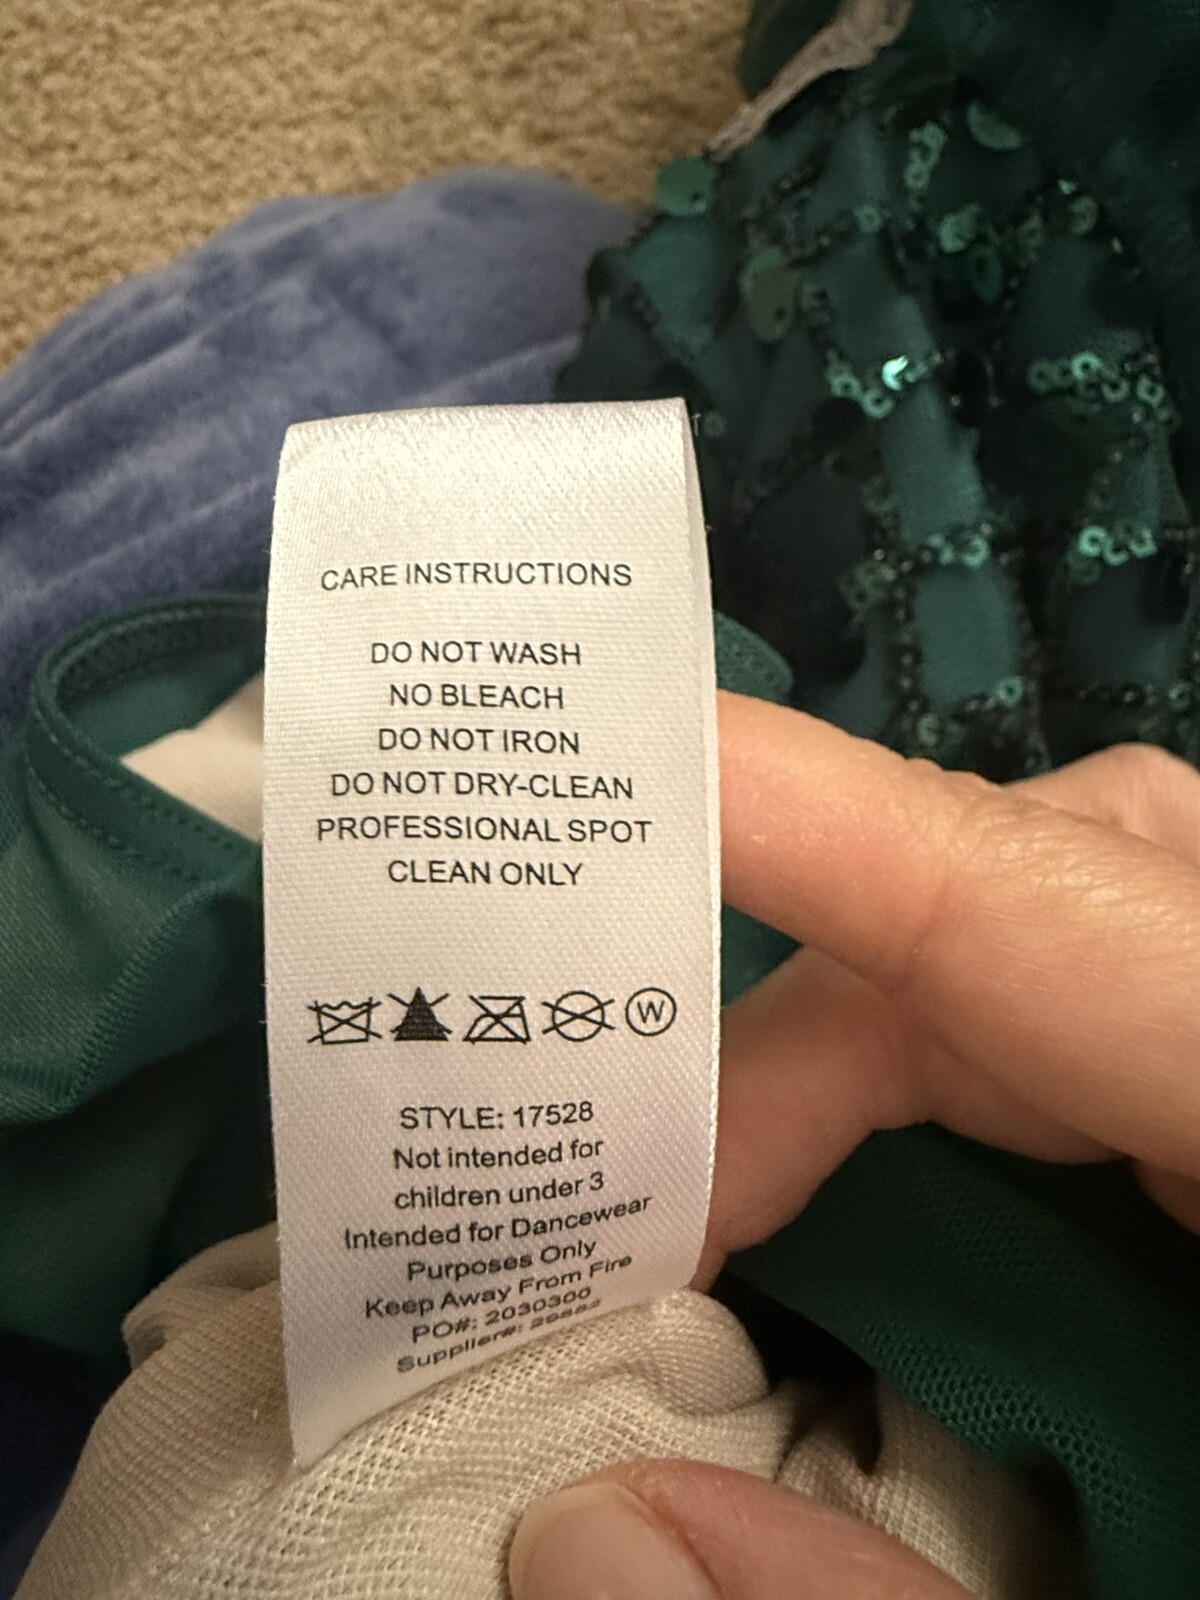 CARE INSTRUCTIONS
DO NOT WASH
NO BLEACH
DO NOT IRON
DO NOT DRY-CLEAN
PROFESSIONAL SPOT
CLEAN ONLY
W
STYLE: 17528
Not intended for
children under 3
Intended for Dancewear
Purposes Only
Keep Away From Fire
PO#: 2030300
Supplier#: